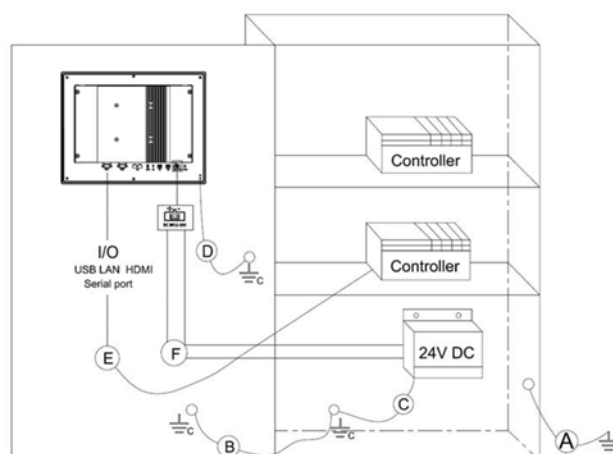 Controller
Controller
I/O
USB LAN HDMI
Serial port
D
C
E
F
24V DC
C
C
C
B
A